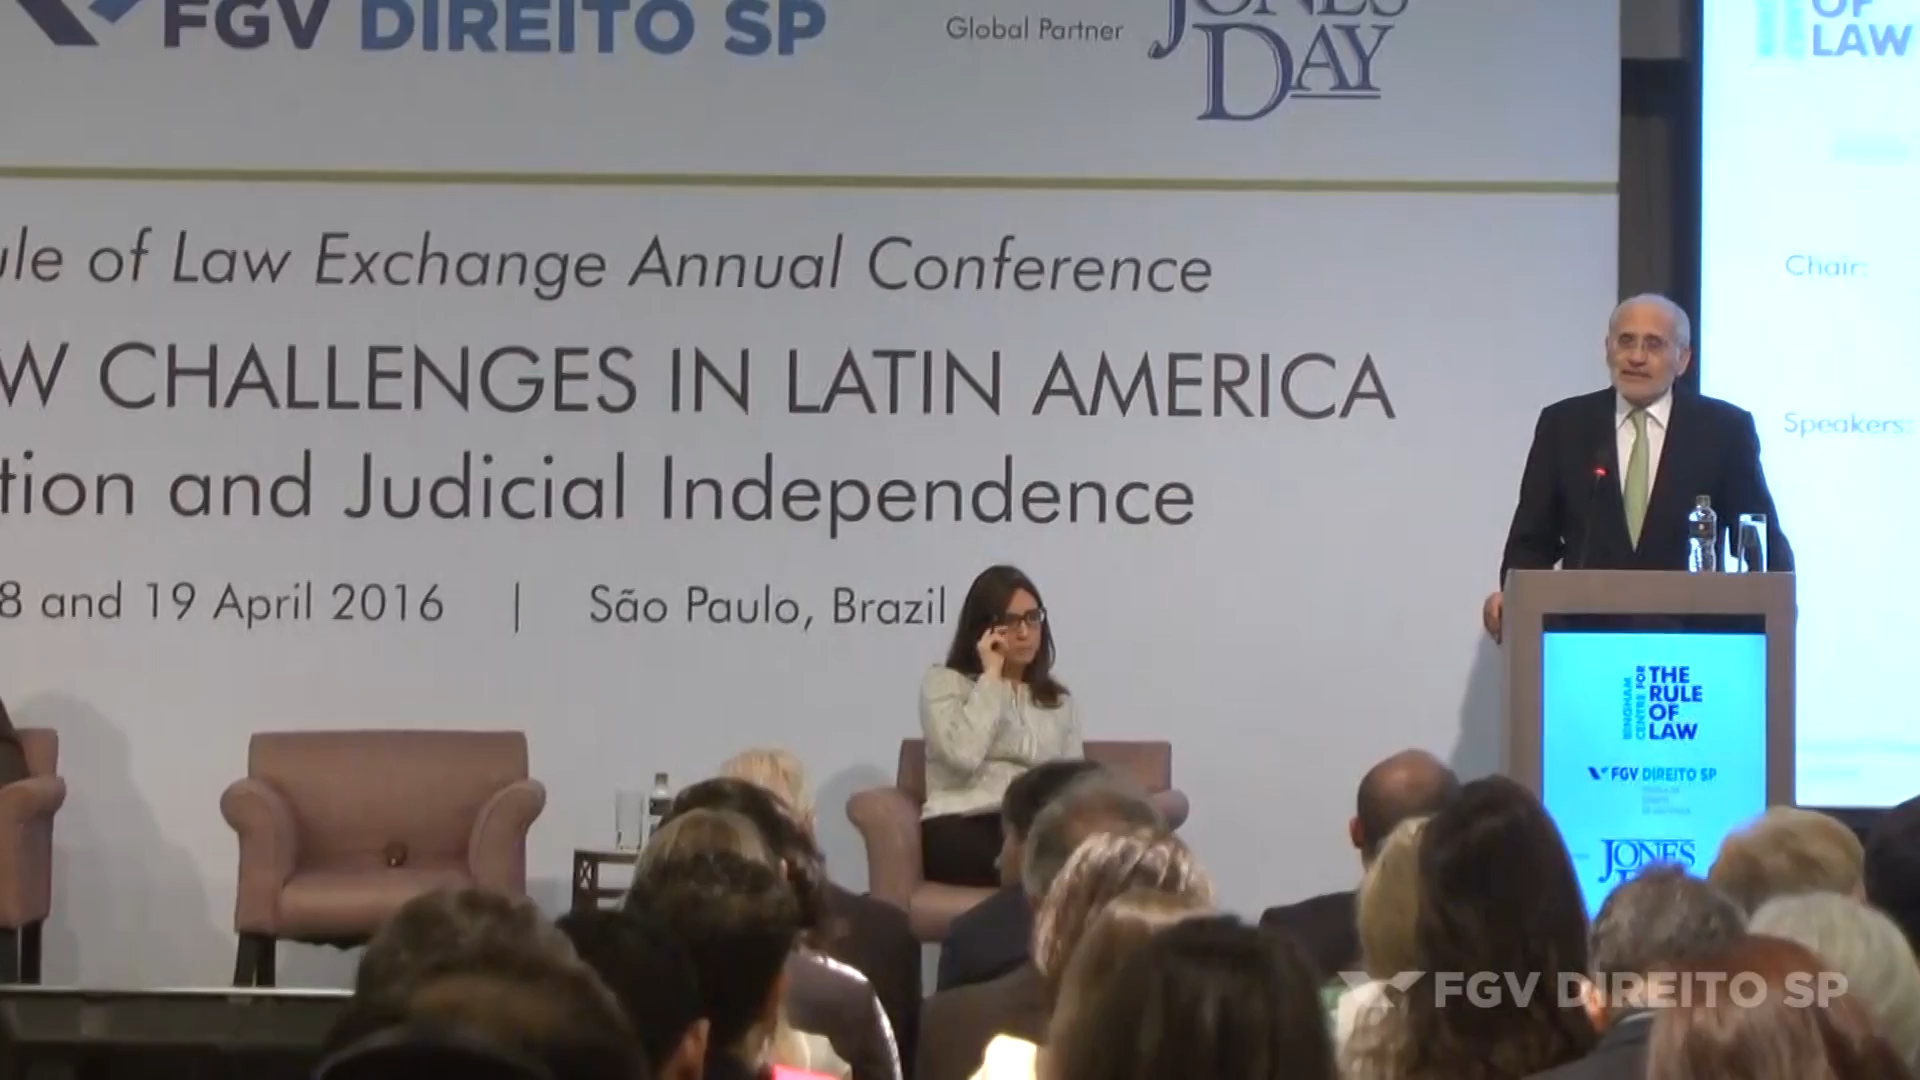 FGV DIREITO SP
Global Partner
JONES
DAY
OF
LAW
ule of Law Exchange Annual Conference
W CHALLENGES IN LATIN AMERICA
tion and Judicial Independence
8 and 19 April 2016 | São Paulo, Brazil
Chair:
Speakers:
BINGHAM
CENTRE FOR
THE
RULE
OF
LAW
FGV DIREITO SP
JONES
FGV DIREITO SP